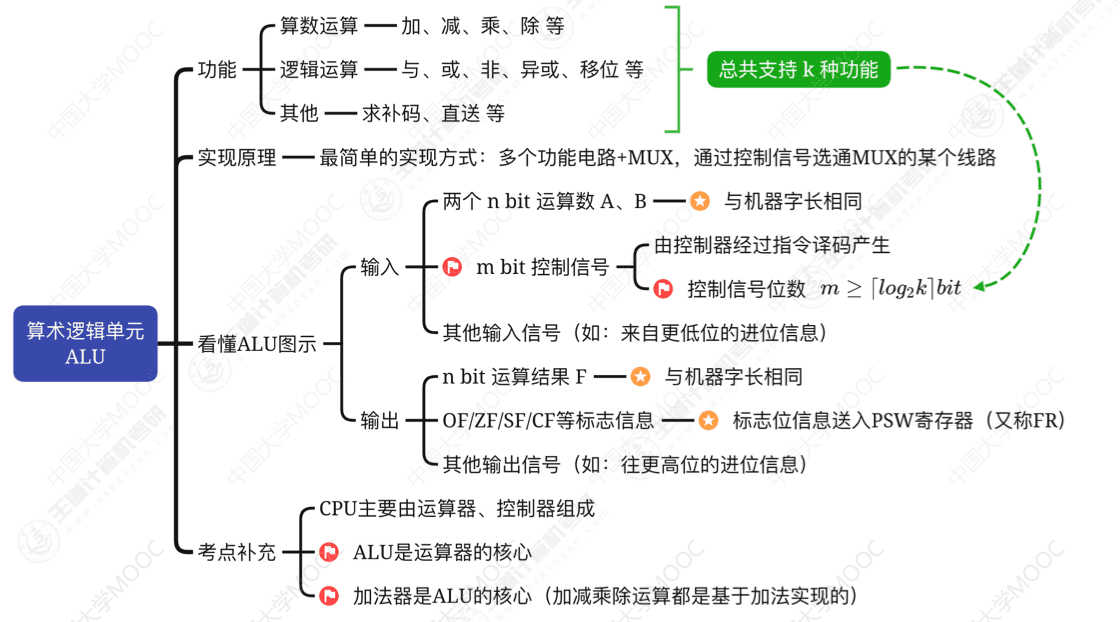 算术逻辑单元
ALU
功能
算数运算
加、减、乘、除 等
逻辑运算
与、或、非、异或、移位 等
其他
求补码、直送 等
总共支持 k 种功能
实现原理
最简单的实现方式：多个功能电路+MUX，通过控制信号选通MUX的某个线路
看懂ALU图示
输入
两个 n bit 运算数 A、B
与机器字长相同
m bit 控制信号
由控制器经过指令译码产生
控制信号位数 m ≥ ⌈log₂k⌉bit
其他输入信号（如：来自更低位的进位信息）
输出
n bit 运算结果 F
与机器字长相同
OF/ZF/SF/CF等标志信息
标志位信息送入PSW寄存器（又称FR）
其他输出信号（如：往更高位的进位信息）
考点补充
CPU主要由运算器、控制器组成
ALU是运算器的核心
加法器是ALU的核心（加减乘除运算都是基于加法实现的）
中国大学MOOC
王道计算机考研